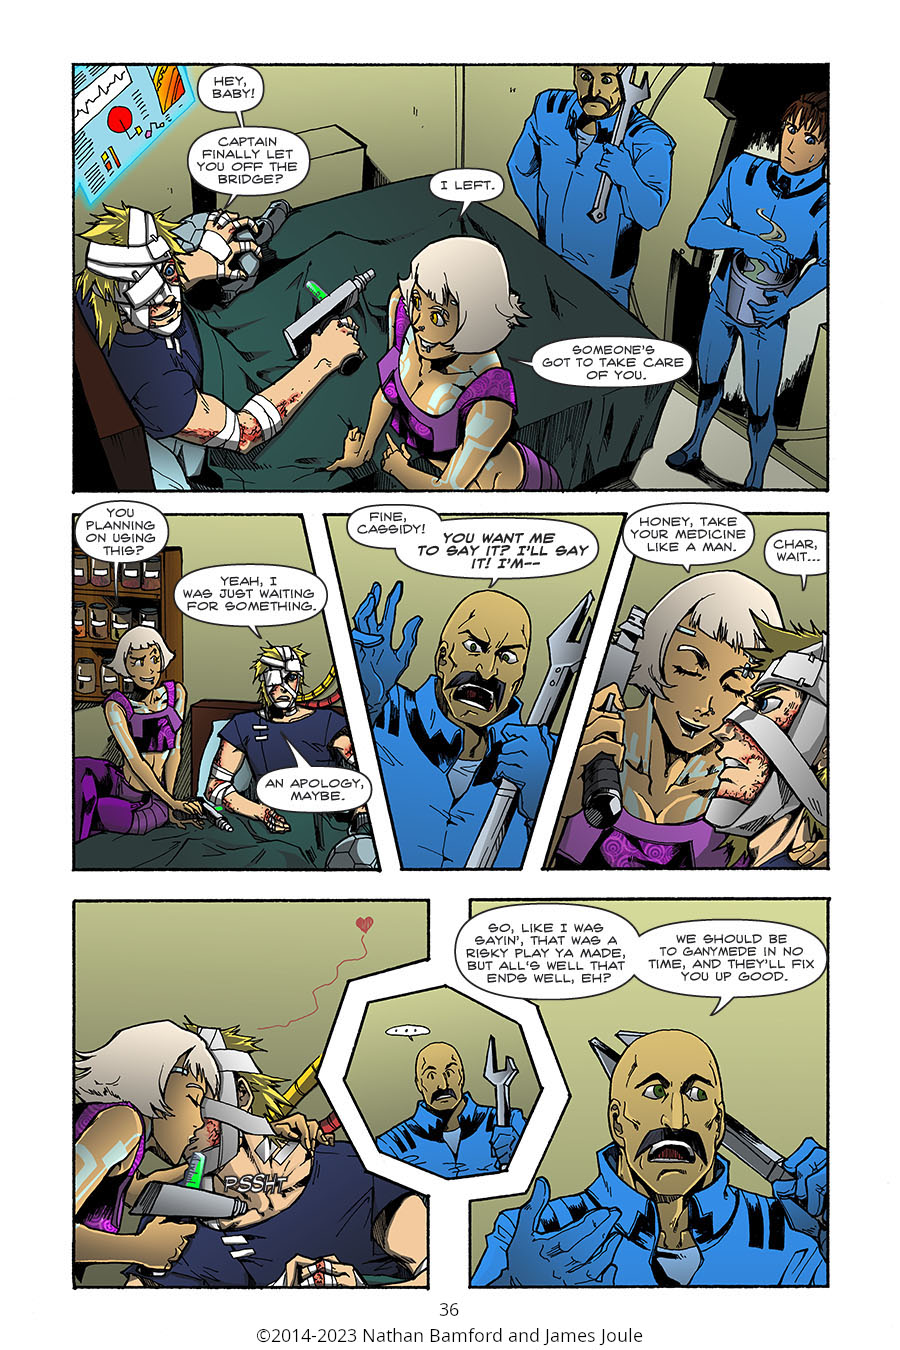 HEY,
BABY!
CAPTAIN
FINALLY LET
YOU OFF THE
BRIDGE?
I LEFT.
SOMEONE'S
GOT TO TAKE CARE
OF YOU.
YOU
PLANNING
ON USING
THIS?
YEAH, I
WAS JUST WAITING
FOR SOMETHING.
AN APOLOGY,
MAYBE.
FINE,
CASSIDY!
YOU WANT ME
TO SAY IT? I'LL SAY
IT! I'M--
HONEY, TAKE
YOUR MEDICINE
LIKE A MAN.
CHAR,
WAIT...
PSSHT
...
SO, LIKE I WAS
SAYIN', THAT WAS A
RISKY PLAY YA MADE,
BUT ALL'S WELL THAT
ENDS WELL, EH?
WE SHOULD BE
TO GANYMEDE IN NO
TIME, AND THEY'LL FIX
YOU UP GOOD.
36
©2014-2023 Nathan Bamford and James Joule